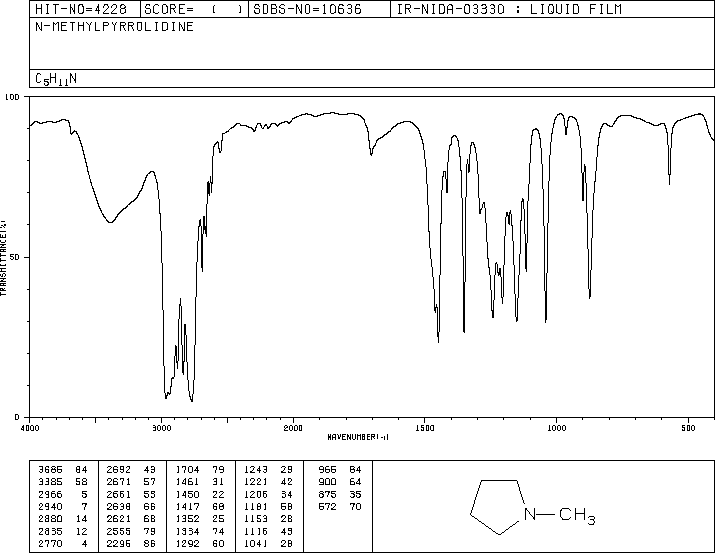 HIT-NO=4228 SCORE= ( ) SDBS-NO=10636 IR-NIDA-03330 : LIQUID FILM
N-METHYLPYRROLIDINE
C5H11N
100
50
0
TRANSMITTANCE(%)
4000 3000 2000 1500 1000 500
WAVENUMBER(-1)
3686 84 2692 43 1704 79 1243 29 966 84
3385 58 2671 57 1461 31 1221 42 900 64
2966 5 2661 55 1450 22 1206 34 875 35
2940 7 2638 66 1417 68 1181 58 572 70
2880 14 2621 68 1352 25 1153 28
2835 12 2555 79 1334 74 1116 43
2770 4 2295 86 1292 60 1041 28
N CH3